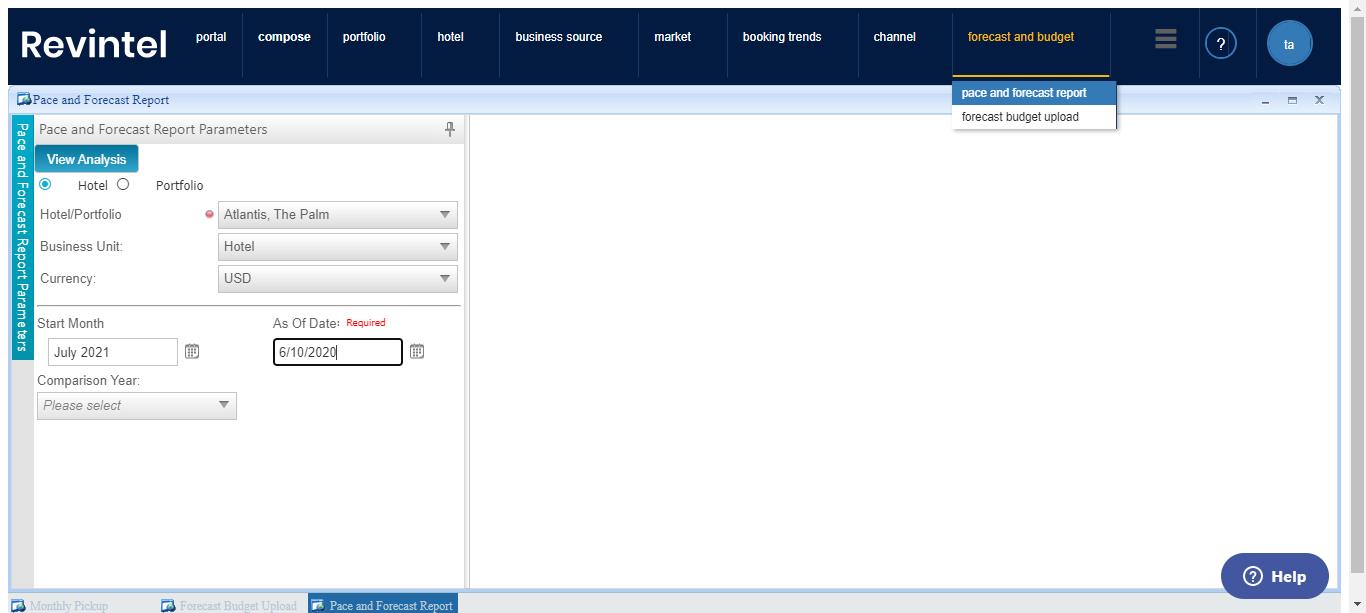 Revintel
portal
compose
portfolio
hotel
business source
market
booking trends
channel
forecast and budget
?
ta
pace and forecast report
forecast budget upload
Pace and Forecast Report
Pace and Forecast Report Parameters
Pace and Forecast Report Parameters
View Analysis
Hotel
Portfolio
Hotel/Portfolio
Atlantis, The Palm
Business Unit:
Hotel
Currency:
USD
Start Month
As Of Date: Required
July 2021
6/10/2020
Comparison Year:
Please select
? Help
Monthly Pickup
Forecast Budget Upload
Pace and Forecast Report